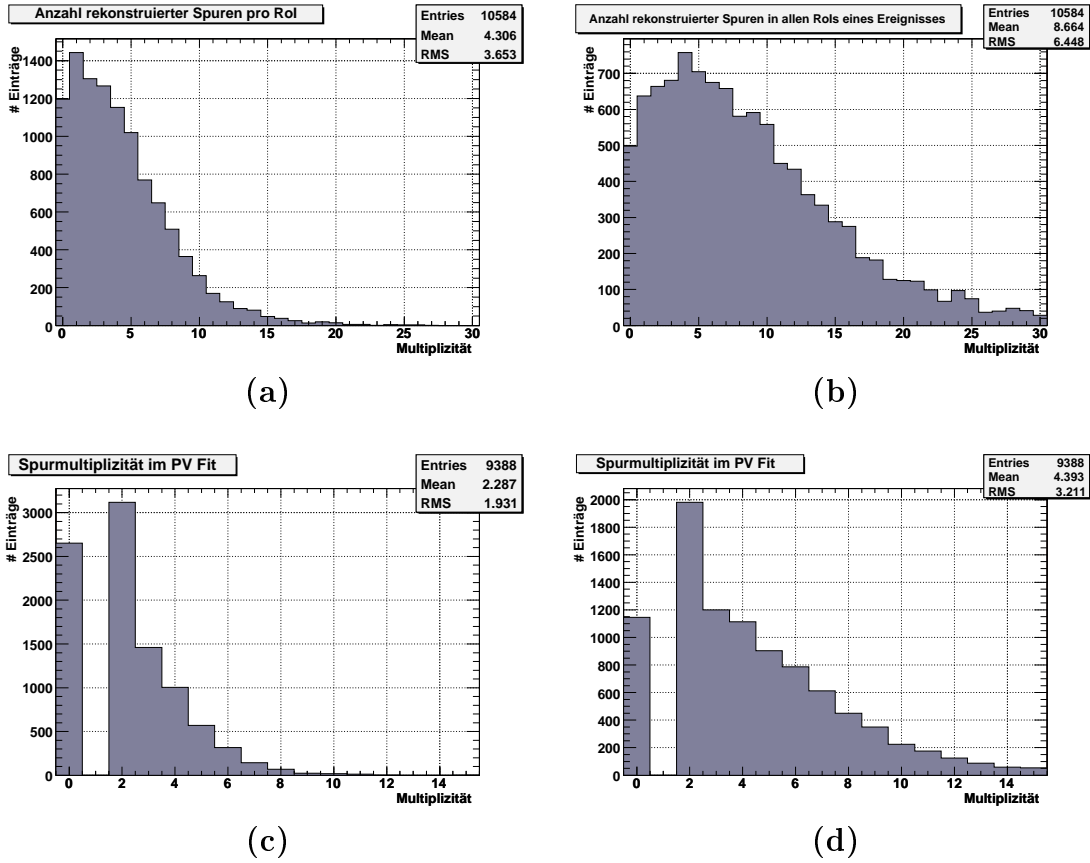 Anzahl rekonstruierter Spuren pro RoI
Entries 10584
Mean 4.306
RMS 3.653
# Einträge
1400
1200
1000
800
600
400
200
0
0 5 10 15 20 25 30
Multiplizität
(a)
Anzahl rekonstruierter Spuren in allen RoIs eines Ereignisses
Entries 10584
Mean 8.664
RMS 6.448
# Einträge
700
600
500
400
300
200
100
0
0 5 10 15 20 25 30
Multiplizität
(b)
Spurmultiplizität im PV Fit
Entries 9388
Mean 2.287
RMS 1.931
# Einträge
3000
2500
2000
1500
1000
500
0
0 2 4 6 8 10 12 14
Multiplizität
(c)
Spurmultiplizität im PV Fit
Entries 9388
Mean 4.393
RMS 3.211
# Einträge
2000
1800
1600
1400
1200
1000
800
600
400
200
0
0 2 4 6 8 10 12 14
Multiplizität
(d)